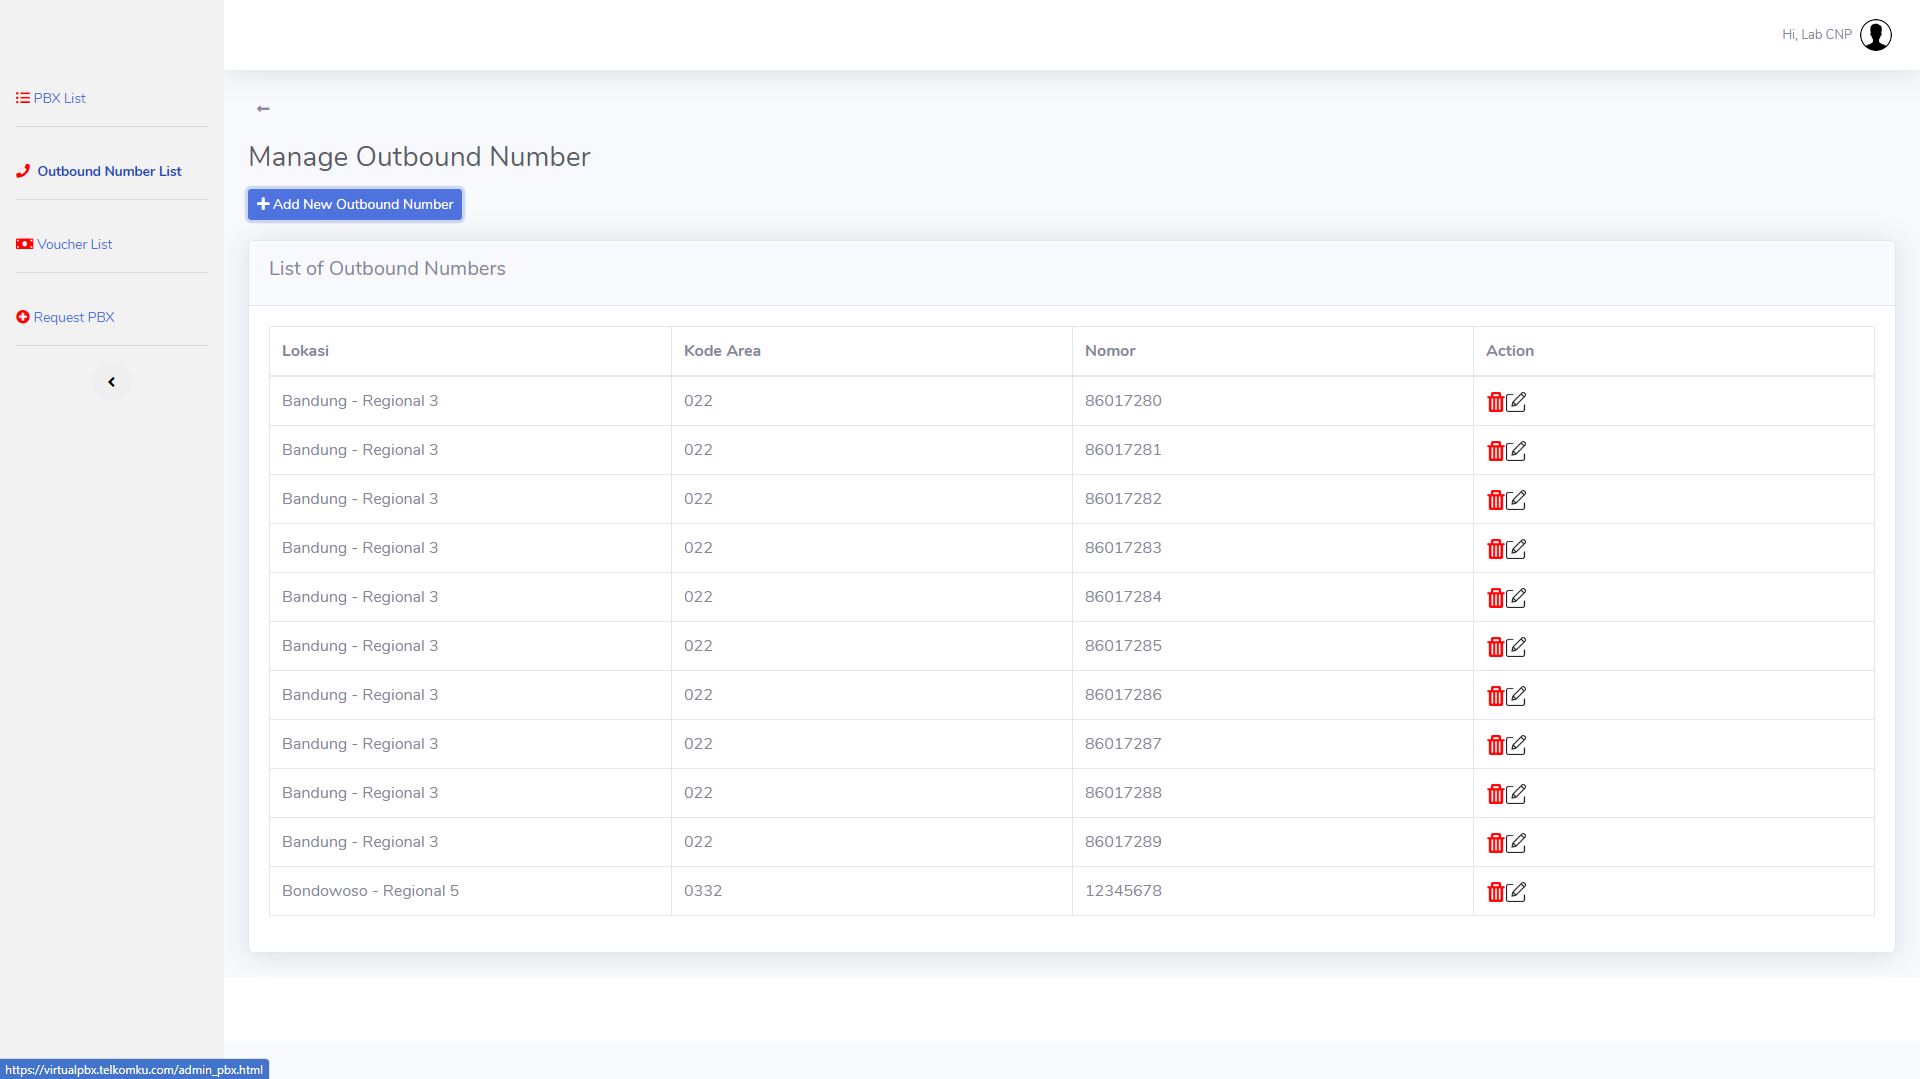 Hi, Lab CNP
PBX List
Outbound Number List
Voucher List
Request PBX
Manage Outbound Number
Add New Outbound Number
List of Outbound Numbers
Lokasi Kode Area Nomor Action
Bandung - Regional 3 022 86017280
Bandung - Regional 3 022 86017281
Bandung - Regional 3 022 86017282
Bandung - Regional 3 022 86017283
Bandung - Regional 3 022 86017284
Bandung - Regional 3 022 86017285
Bandung - Regional 3 022 86017286
Bandung - Regional 3 022 86017287
Bandung - Regional 3 022 86017288
Bandung - Regional 3 022 86017289
Bondowoso - Regional 5 0332 12345678
https://virtualpbx.telkomku.com/admin_pbx.html